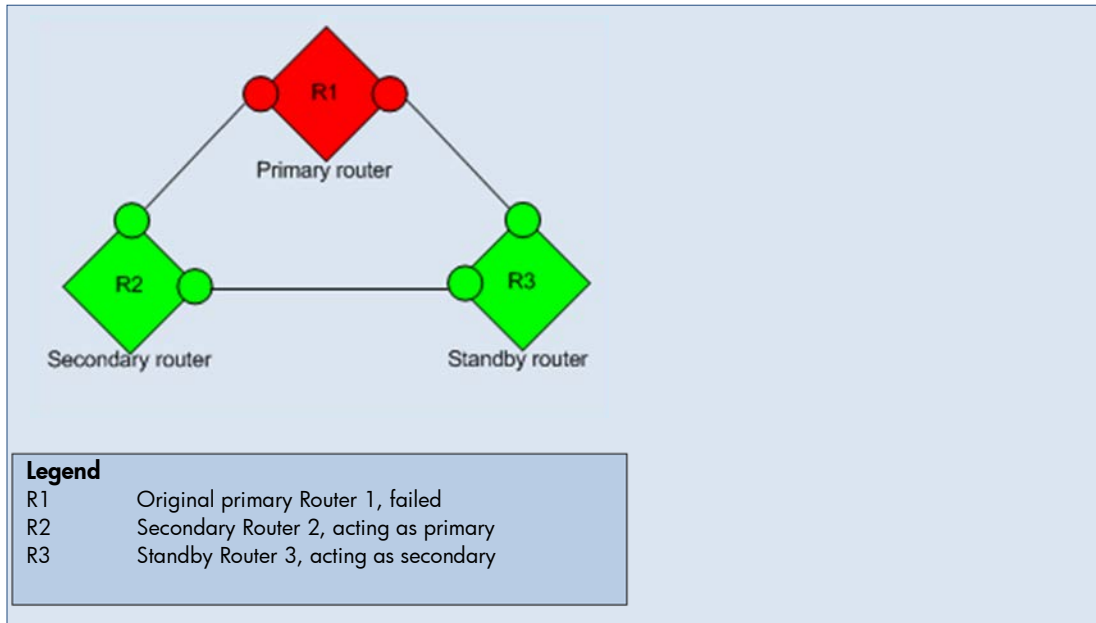 R1
Primary router
R2
R3
Secondary router
Standby router
Legend
R1 Original primary Router 1, failed
R2 Secondary Router 2, acting as primary
R3 Standby Router 3, acting as secondary